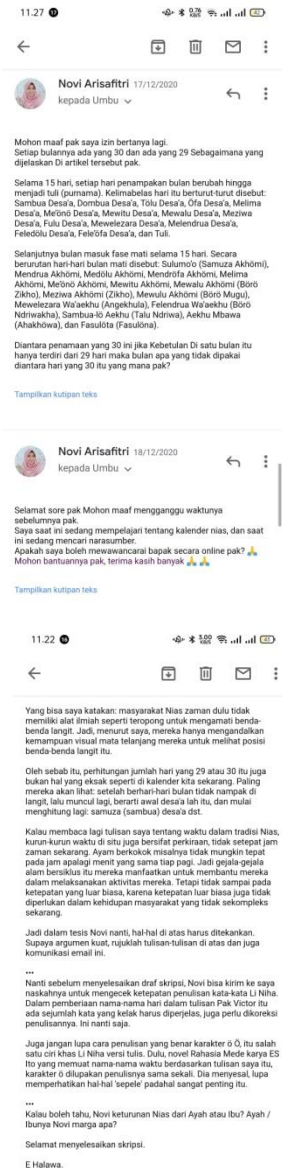 11.27
Novi Arisafitri 17/12/2020
kepada Umbu
Mohon maaf pak saya izin bertanya lagi.
Setiap bulannya ada yang 30 dan ada yang 29 Sebagaimana yang
dijelaskan Di artikel tersebut pak.
Selama 15 hari, setiap hari penampakan bulan berubah hingga
menjadi tuli (purnama). Kelimabelas hari itu berturut-turut disebut:
Sambua Desa'a, Dombua Desa'a, Tölu Desa'a, Öfa Desa'a, Melima
Desa'a, Me'önö Desa'a, Mewitu Desa'a, Mewalu Desa'a, Meziwa
Desa'a, Fulu Desa'a, Mewelezara Desa'a, Melendrua Desa'a,
Feledölu Desa'a, Fele'öfa Desa'a, dan Tuli.
Selanjutnya bulan masuk fase mati selama 15 hari. Secara
berurutan hari-hari bulan mati disebut: Sulumo'o (Samuza Akhömi),
Mendrua Akhömi, Medölu Akhömi, Mendröfa Akhömi, Melima
Akhömi, Me'önö Akhömi, Mewitu Akhömi, Mewalu Akhömi (Börö
Zikho), Meziwa Akhömi (Zikho), Mewulu Akhömi (Börö Mugu),
Mewelezara Wa'aekhu (Angekhula), Felendrua Wa'aekhu (Börö
Ndriwakha), Sambua-lö Aekhu (Talu Ndriwa), Aekhu Mbawa
(Ahakhöwa), dan Fasulöta (Fasulöna).
Diantara penamaan yang 30 ini jika Kebetulan Di satu bulan itu
hanya terdiri dari 29 hari maka bulan apa yang tidak dipakai
diantara hari yang 30 itu yang mana pak?
Tampilkan kutipan teks
Novi Arisafitri 18/12/2020
kepada Umbu
Selamat sore pak Mohon maaf mengganggu waktunya
sebelumnya pak.
Saya saat ini sedang mempelajari tentang kalender nias, dan saat
ini sedang mencari narasumber.
Apakah saya boleh mewawancarai bapak secara online pak? 🙏
Mohon bantuannya pak, terima kasih banyak 🙏🙏
Tampilkan kutipan teks
11.22
Yang bisa saya katakan: masyarakat Nias zaman dulu tidak
memiliki alat ilmiah seperti teropong untuk mengamati benda-
benda langit. Jadi, menurut saya, mereka hanya mengandalkan
kemampuan visual mata telanjang mereka untuk melihat posisi
benda-benda langit itu.
Oleh sebab itu, perhitungan jumlah hari yang 29 atau 30 itu juga
bukan hal yang eksak seperti di kalender kita sekarang. Paling
mereka akan lihat: setelah berhari-hari bulan tidak nampak di
langit, lalu muncul lagi, berarti awal desa'a lah itu, dan mulai
menghitung lagi: samuza (sambua) desa'a dst.
Kalau membaca lagi tulisan saya tentang waktu dalam tradisi Nias,
kurun-kurun waktu di situ juga bersifat perkiraan, tidak setepat jam
zaman sekarang. Ayam berkokok misalnya tidak mungkin tepat
pada jam apalagi menit yang sama tiap pagi. Jadi gejala-gejala
alam bersiklus itu mereka manfaatkan untuk membantu mereka
dalam melaksanakan aktivitas mereka. Tetapi tidak sampai pada
ketepatan yang luar biasa, karena ketepatan luar biasa juga tidak
diperlukan dalam kehidupan masyarakat yang tidak sekompleks
sekarang.
Jadi dalam tesis Novi nanti, hal-hal di atas harus ditekankan.
Supaya argumen kuat, rujuklah tulisan-tulisan di atas dan juga
komunikasi email ini.
***
Nanti sebelum menyelesaikan draf skripsi, Novi bisa kirim ke saya
naskahnya untuk mengecek ketepatan penulisan kata-kata Li Niha.
Dalam pemberiaan nama-nama hari dalam tulisan Pak Victor itu
ada sejumlah kata yang kelak harus diperjelas, juga perlu dikoreksi
penulisannya. Ini nanti saja.
Juga jangan lupa cara penulisan yang benar karakter ö Ö, itu salah
satu ciri khas Li Niha versi tulis. Dulu, novel Rahasia Mede karya ES
Ito yang memuat nama-nama waktu berdasarkan tulisan saya itu,
karakter ö dilupakan penulisnya sama sekali. Dia menyesal, lupa
memperhatikan hal-hal 'sepele' padahal sangat penting itu.
***
Kalau boleh tahu, Novi keturunan Nias dari Ayah atau Ibu? Ayah /
Ibunya Novi marga apa?
Selamat menyelesaikan skripsi.
E Halawa.